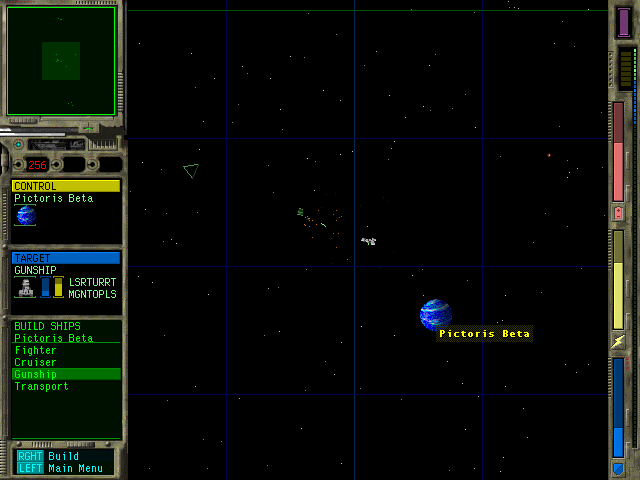 256
CONTROL
Pictoris Beta
TARGET
GUNSHIP
LSRTURRT
MGNTOPLS
BUILD SHIPS
Pictoris Beta
Fighter
Cruiser
Gunship
Transport
RGHT Build
LEFT Main Menu
Pictoris Beta